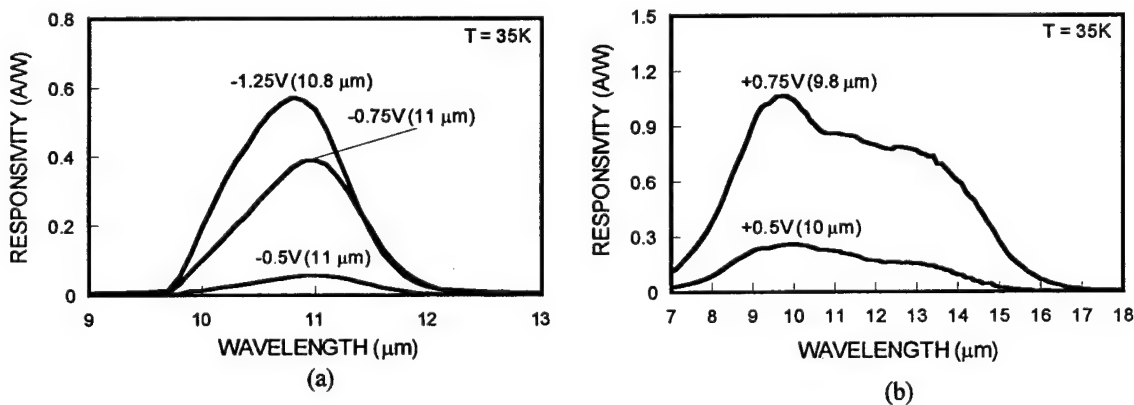 0.8
0.6
0.4
0.2
0
RESPONSIVITY (A/W)
T = 35K
-1.25V (10.8 µm)
-0.75V (11 µm)
-0.5V (11 µm)
9 10 11 12 13
WAVELENGTH (µm)
(a)
1.5
1.2
0.9
0.6
0.3
0
RESPONSIVITY (A/W)
T = 35K
+0.75V (9.8 µm)
+0.5V (10 µm)
7 8 9 10 11 12 13 14 15 16 17 18
WAVELENGTH (µm)
(b)